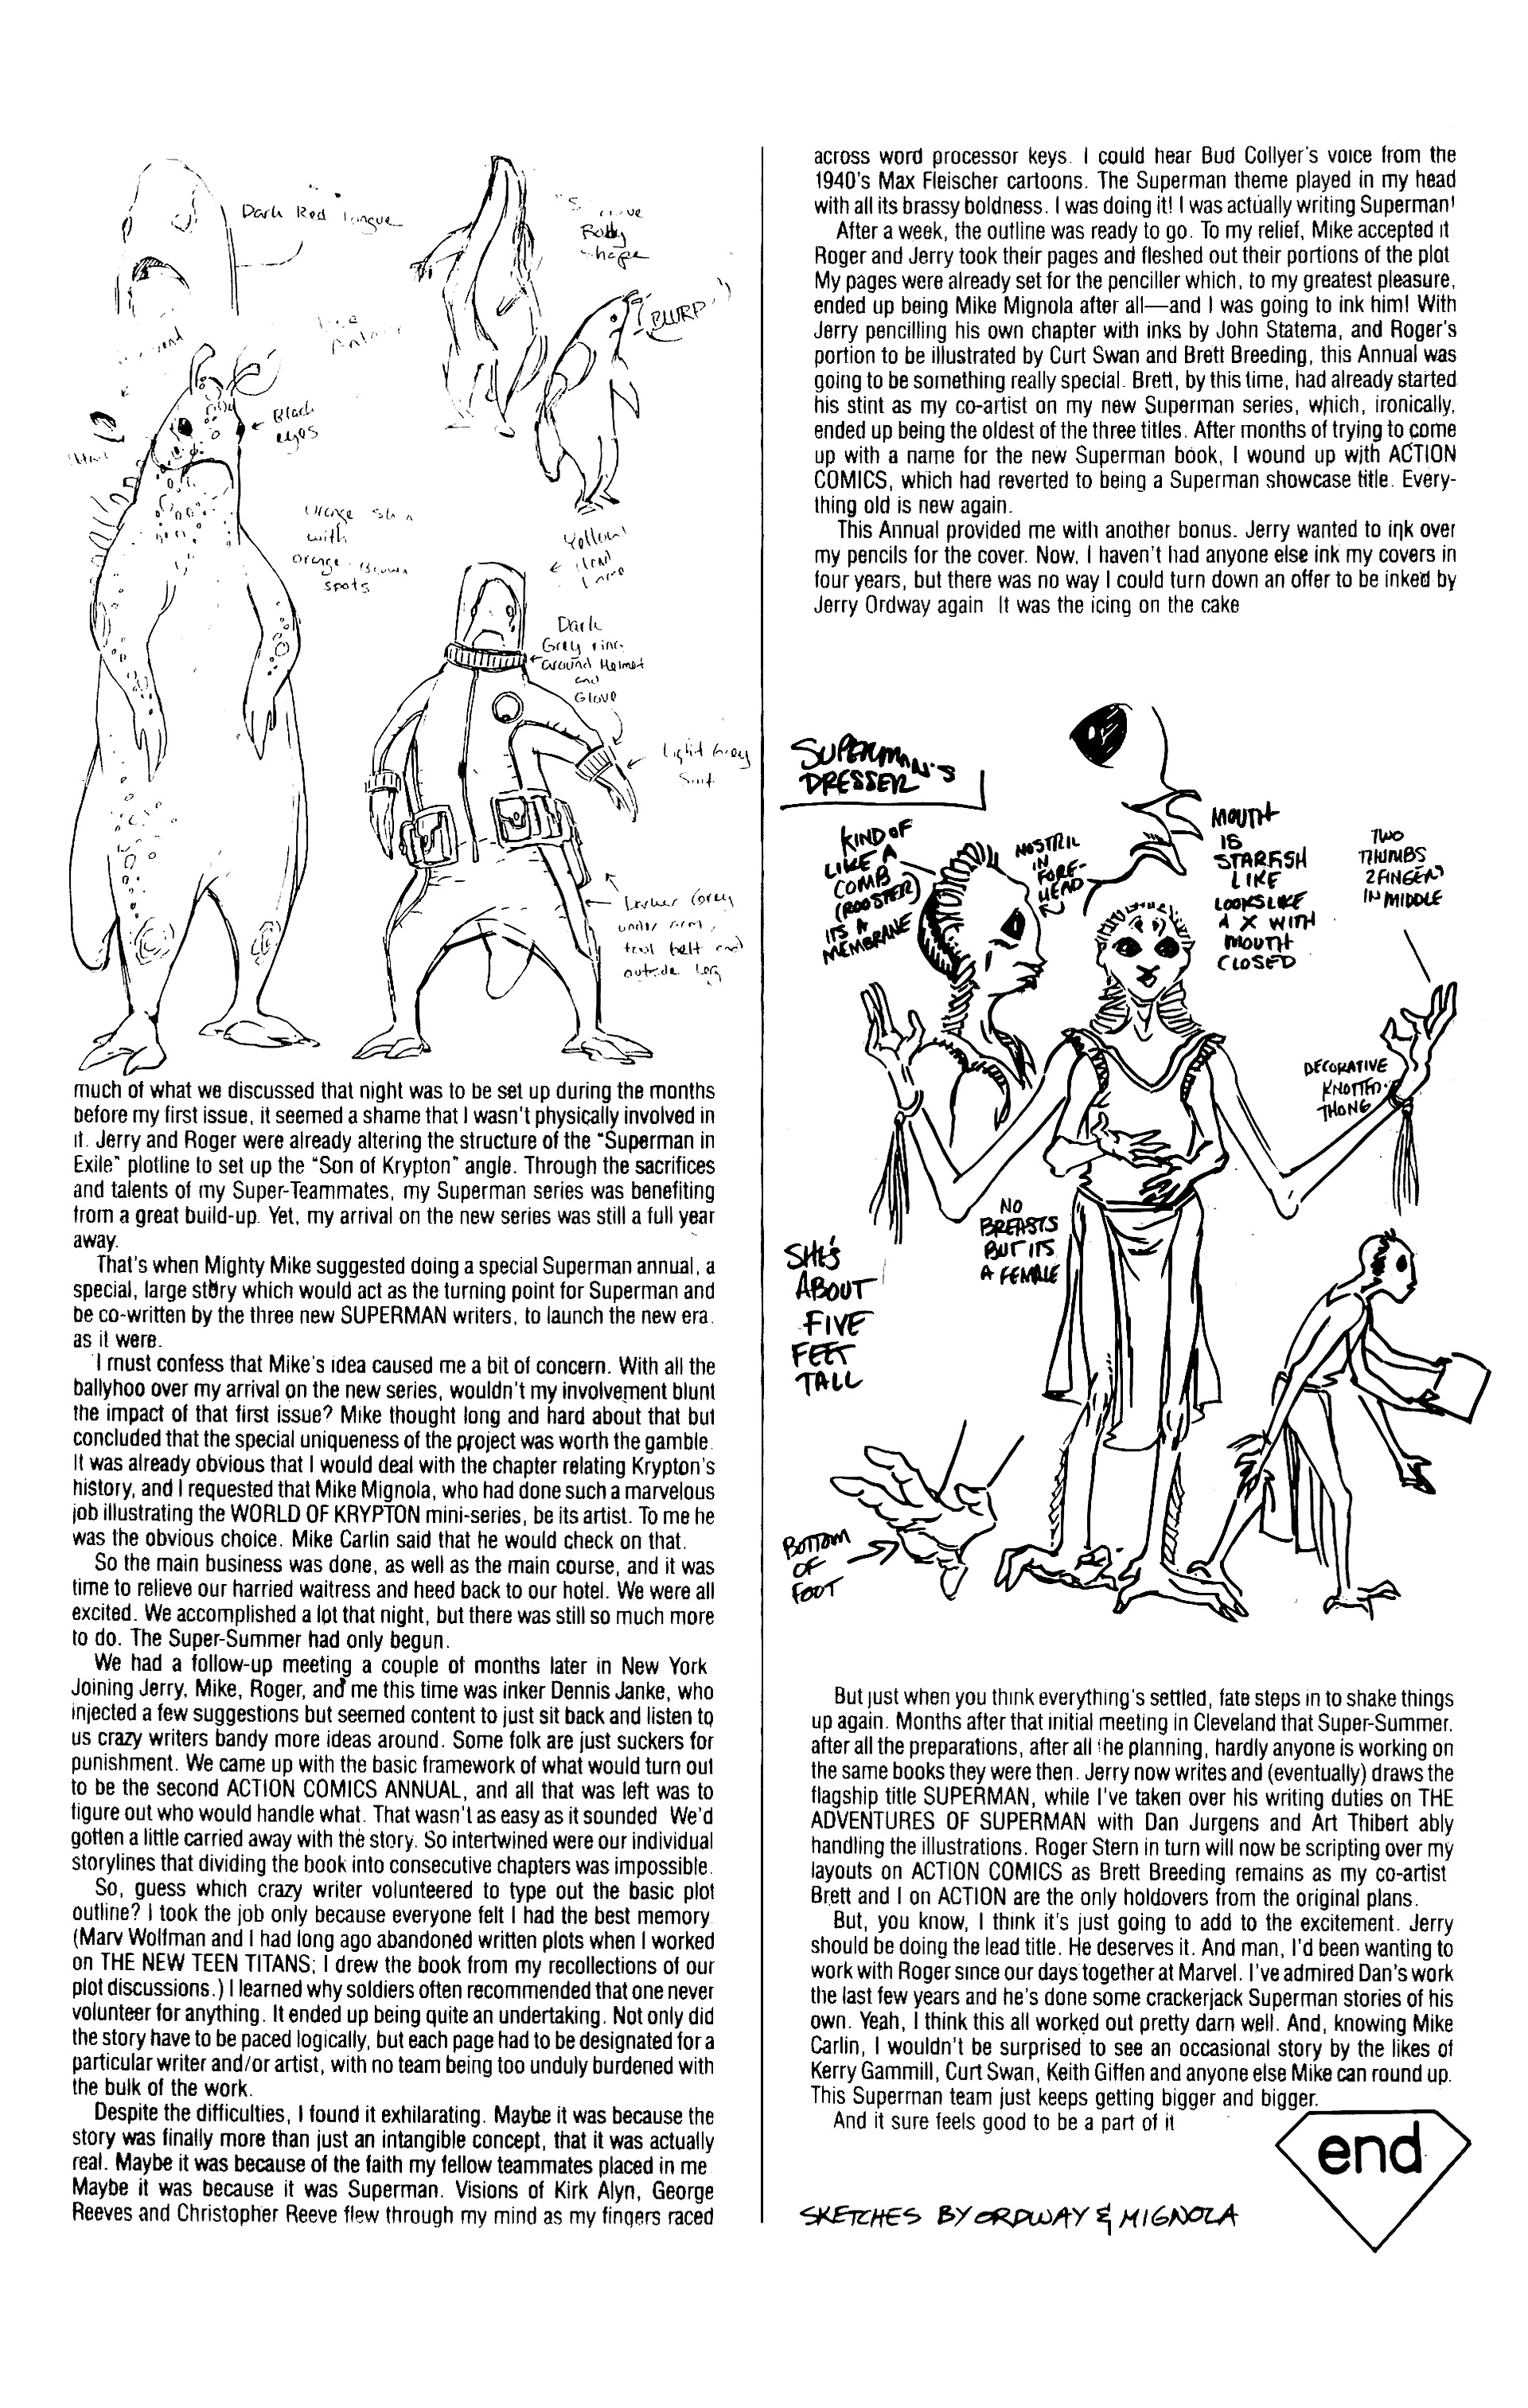 Dark Red Tongue
Body
Shape
BLURP
Black
eyes
Orange Skin
with
orange-Brown
spots
Yellow
Dark
Grey ring
around Helmet
and
Glove
Light Grey
Suit
Darker Grey
under arm,
tool belt and
outside leg
much of what we discussed that night was to be set up during the months
before my first issue, it seemed a shame that I wasn't physically involved in
it. Jerry and Roger were already altering the structure of the "Superman in
Exile" plotline to set up the "Son of Krypton" angle. Through the sacrifices
and talents of my Super-Teammates, my Superman series was benefiting
from a great build-up. Yet, my arrival on the new series was still a full year
away.
That's when Mighty Mike suggested doing a special Superman annual, a
special, large story which would act as the turning point for Superman and
be co-written by the three new SUPERMAN writers, to launch the new era.
as it were.
I must confess that Mike's idea caused me a bit of concern. With all the
ballyhoo over my arrival on the new series, wouldn't my involvement blunt
the impact of that first issue? Mike thought long and hard about that but
concluded that the special uniqueness of the project was worth the gamble.
It was already obvious that I would deal with the chapter relating Krypton's
history, and I requested that Mike Mignola, who had done such a marvelous
job illustrating the WORLD OF KRYPTON mini-series, be its artist. To me he
was the obvious choice. Mike Carlin said that he would check on that.
So the main business was done, as well as the main course, and it was
time to relieve our harried waitress and heed back to our hotel. We were all
excited. We accomplished a lot that night, but there was still so much more
to do. The Super-Summer had only begun.
We had a follow-up meeting a couple of months later in New York
Joining Jerry, Mike, Roger, and me this time was inker Dennis Janke, who
injected a few suggestions but seemed content to just sit back and listen to
us crazy writers bandy more ideas around. Some folk are just suckers for
punishment. We came up with the basic framework of what would turn out
to be the second ACTION COMICS ANNUAL, and all that was left was to
figure out who would handle what. That wasn't as easy as it sounded We'd
gotten a little carried away with the story. So intertwined were our individual
storylines that dividing the book into consecutive chapters was impossible.
So, guess which crazy writer volunteered to type out the basic plot
outline? I took the job only because everyone felt I had the best memory
(Marv Wolfman and I had long ago abandoned written plots when I worked
on THE NEW TEEN TITANS; I drew the book from my recollections of our
plot discussions.) I learned why soldiers often recommended that one never
volunteer for anything. It ended up being quite an undertaking. Not only did
the story have to be paced logically, but each page had to be designated for a
particular writer and/or artist, with no team being too unduly burdened with
the bulk of the work.
Despite the difficulties, I found it exhilarating. Maybe it was because the
story was finally more than just an intangible concept, that it was actually
real. Maybe it was because of the faith my fellow teammates placed in me
Maybe it was because it was Superman. Visions of Kirk Alyn, George
Reeves and Christopher Reeve flew through my mind as my fingers raced
across word processor keys. I could hear Bud Collyer's voice from the
1940's Max Fleischer cartoons. The Superman theme played in my head
with all its brassy boldness. I was doing it! I was actually writing Superman!
After a week, the outline was ready to go. To my relief, Mike accepted it
Roger and Jerry took their pages and fleshed out their portions of the plot
My pages were already set for the penciller which, to my greatest pleasure,
ended up being Mike Mignola after all—and I was going to ink him! With
Jerry pencilling his own chapter with inks by John Statema, and Roger's
portion to be illustrated by Curt Swan and Brett Breeding, this Annual was
going to be something really special. Brett, by this time, had already started
his stint as my co-artist on my new Superman series, which, ironically,
ended up being the oldest of the three titles. After months of trying to come
up with a name for the new Superman book, I wound up with ACTION
COMICS, which had reverted to being a Superman showcase title. Every-
thing old is new again.
This Annual provided me with another bonus. Jerry wanted to ink over
my pencils for the cover. Now, I haven't had anyone else ink my covers in
four years, but there was no way I could turn down an offer to be inked by
Jerry Ordway again It was the icing on the cake
SUPERMAN'S
DRESSER
KIND OF
LIKE A
COMB
(ROOSTER)
ITS A
MEMBRANE
NOSTRIL
IN
FORE-
HEAD
MOUTH
IS
STARFISH
LIKE
LOOKS LIKE
A X WITH
MOUTH
CLOSED
TWO
THUMBS
2 FINGERS
IN MIDDLE
DECORATIVE
KNOTTED
THONG
NO
BREASTS
BUT ITS
A FEMALE
SHE'S
ABOUT
FIVE
FEET
TALL
BOTTOM
OF
FOOT
But just when you think everything's settled, fate steps in to shake things
up again. Months after that initial meeting in Cleveland that Super-Summer.
after all the preparations, after all the planning, hardly anyone is working on
the same books they were then. Jerry now writes and (eventually) draws the
flagship title SUPERMAN, while I've taken over his writing duties on THE
ADVENTURES OF SUPERMAN with Dan Jurgens and Art Thibert ably
handling the illustrations. Roger Stern in turn will now be scripting over my
layouts on ACTION COMICS as Brett Breeding remains as my co-artist
Brett and I on ACTION are the only holdovers from the original plans.
But, you know, I think it's just going to add to the excitement. Jerry
should be doing the lead title. He deserves it. And man, I'd been wanting to
work with Roger since our days together at Marvel. I've admired Dan's work
the last few years and he's done some crackerjack Superman stories of his
own. Yeah, I think this all worked out pretty darn well. And, knowing Mike
Carlin, I wouldn't be surprised to see an occasional story by the likes of
Kerry Gammill, Curt Swan, Keith Giffen and anyone else Mike can round up.
This Superman team just keeps getting bigger and bigger.
And it sure feels good to be a part of it
end
SKETCHES BY ORDWAY & MIGNOLA